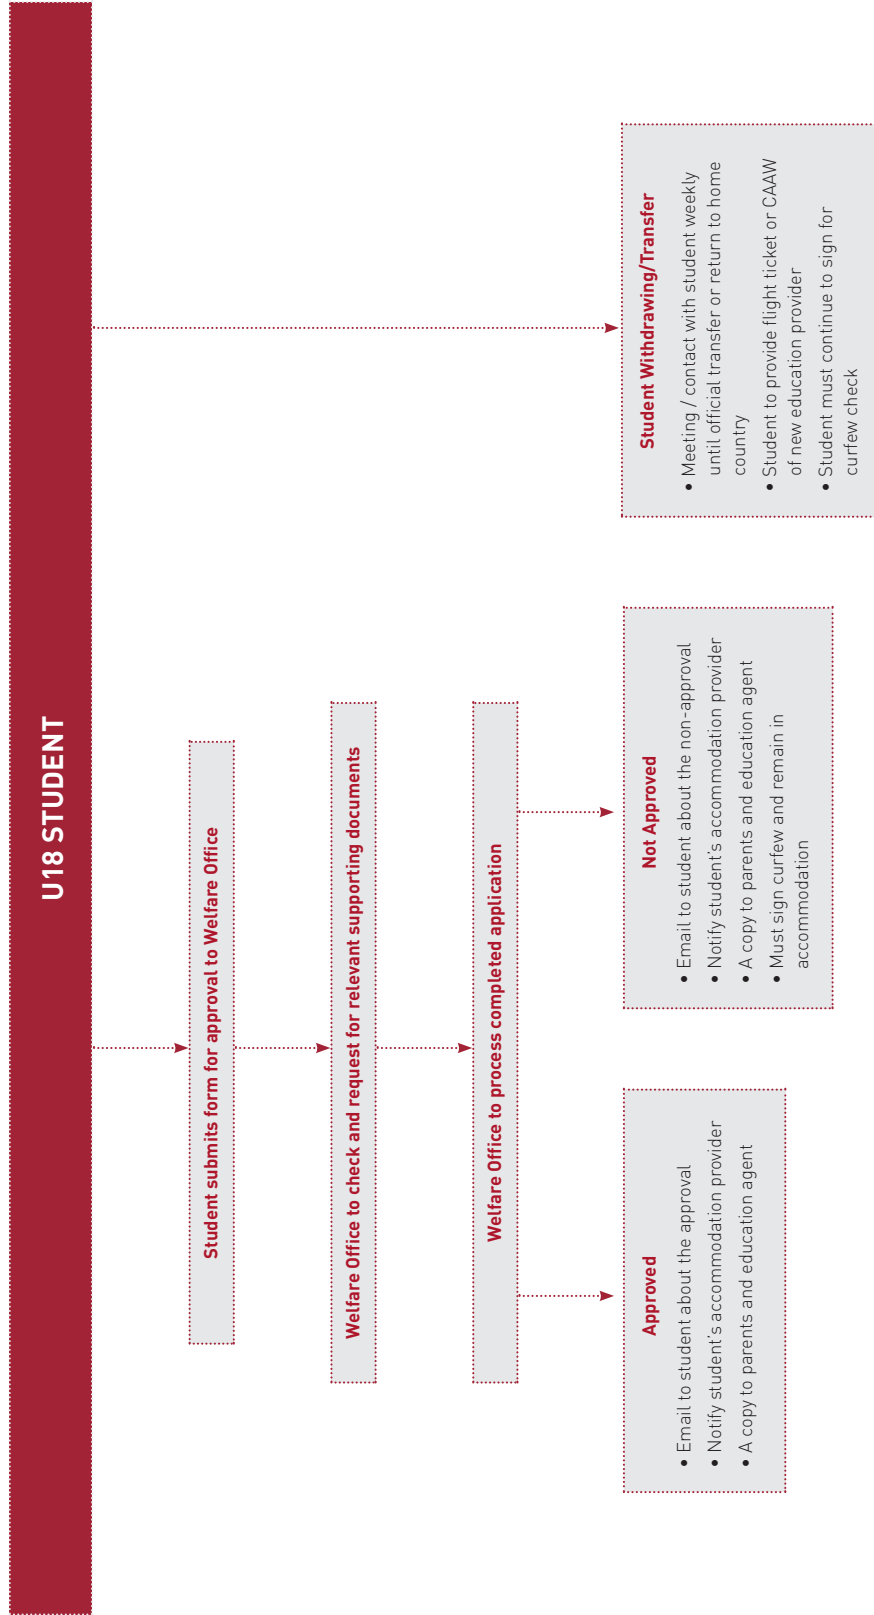 U18 STUDENT
Student submits form for approval to Welfare Office
Welfare Office to check and request for relevant supporting documents
Welfare Office to process completed application
Approved
• Email to student about the approval
• Notify student's accommodation provider
• A copy to parents and education agent
Not Approved
• Email to student about the non-approval
• Notify student's accommodation provider
• A copy to parents and education agent
• Must sign curfew and remain in
accommodation
Student Withdrawing/Transfer
• Meeting / contact with student weekly
until official transfer or return to home
country
• Student to provide flight ticket or CAAW
of new education provider
• Student must continue to sign for
curfew check